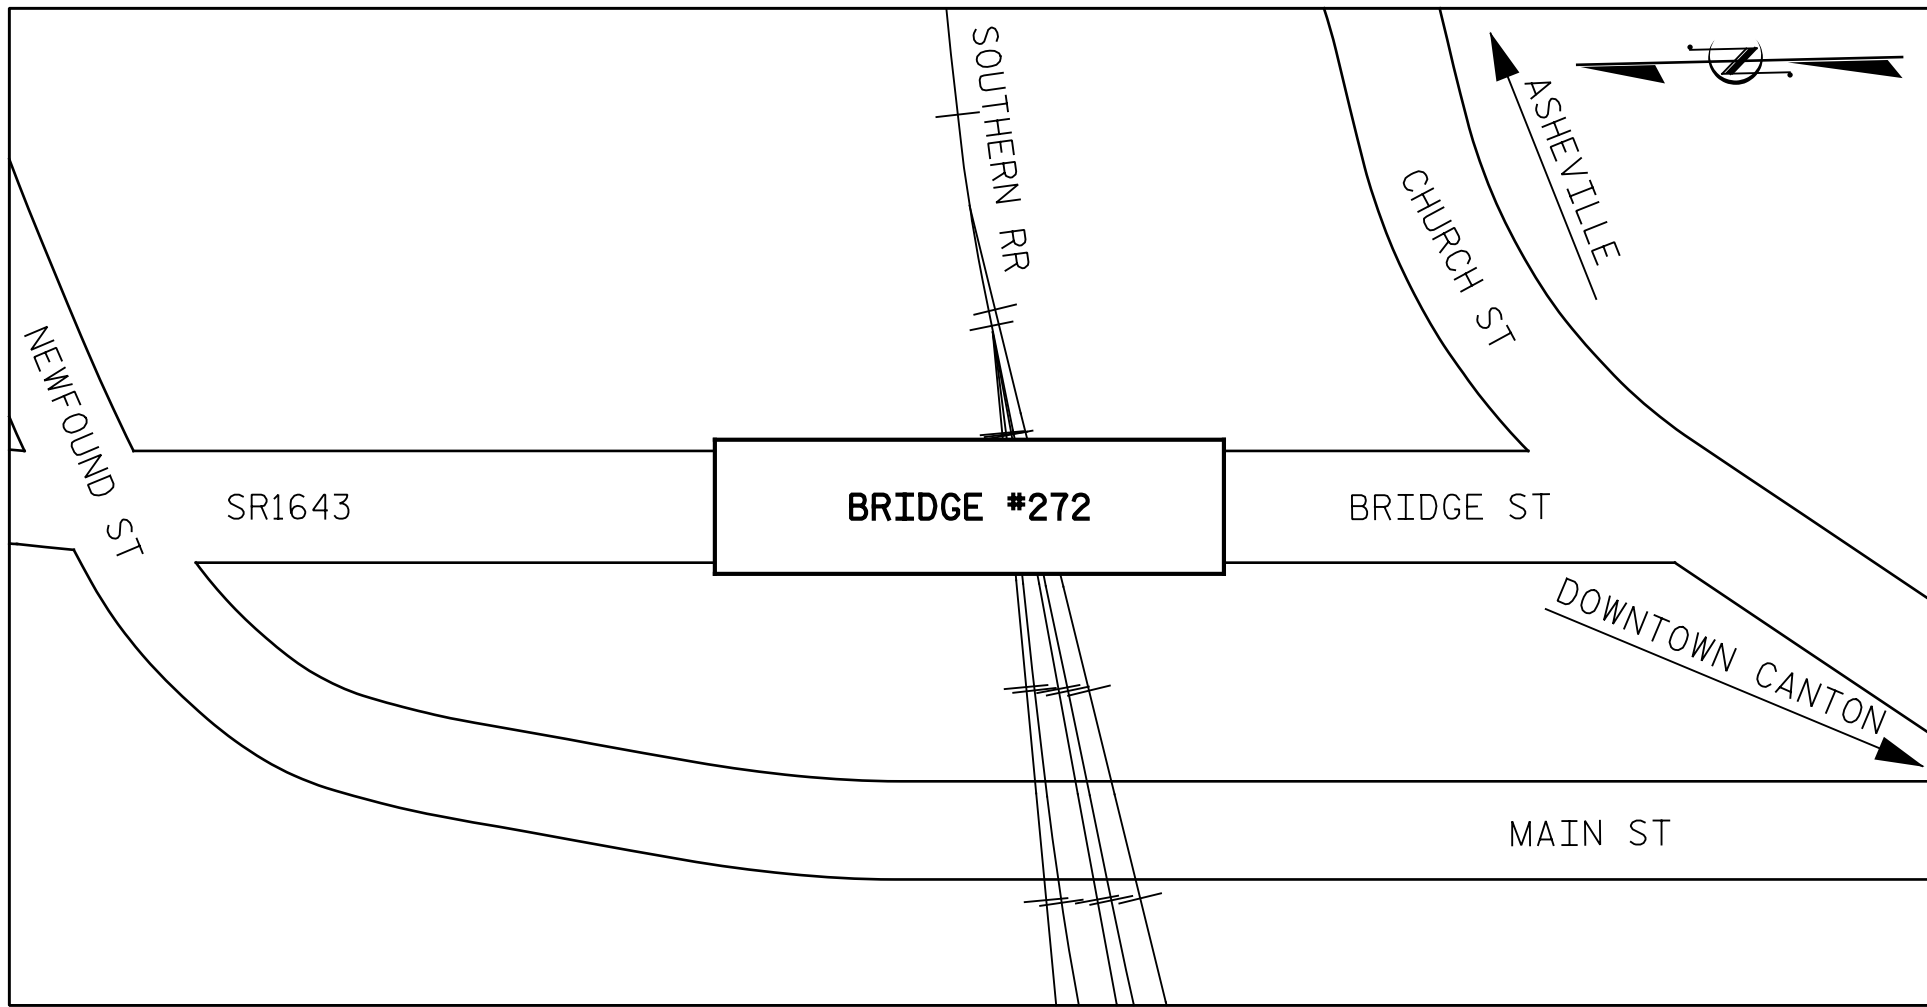 SOUTHERN RR
ASHEVILLE
CHURCH ST
NEWFOUND ST
SR1643
BRIDGE #272
BRIDGE ST
DOWNTOWN CANTON
MAIN ST